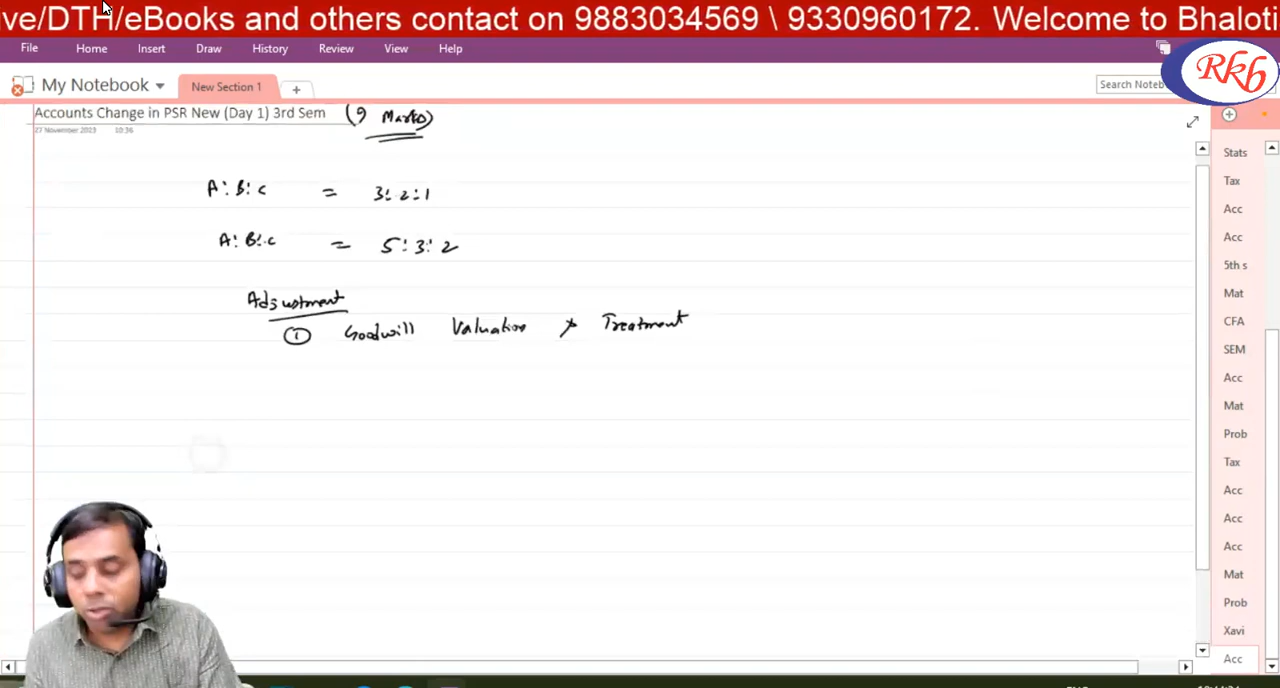 ve/DTH/eBooks and others contact on 9883034569 \ 9330960172. Welcome to Bhaloti
File Home Insert Draw History Review View Help
Rkb
My Notebook New Section 1 +
Search Noteb
Accounts Change in PSR New (Day 1) 3rd Sem (9 Marks)
27 November 2023 10:36
A:B:C = 3:2:1
A:B:C = 5:3:2
Adjustment
① Goodwill Valuation & Treatment
Stats
Tax
Acc
Acc
5th s
Mat
CFA
SEM
Acc
Mat
Prob
Tax
Acc
Acc
Acc
Mat
Prob
Xavi
Acc